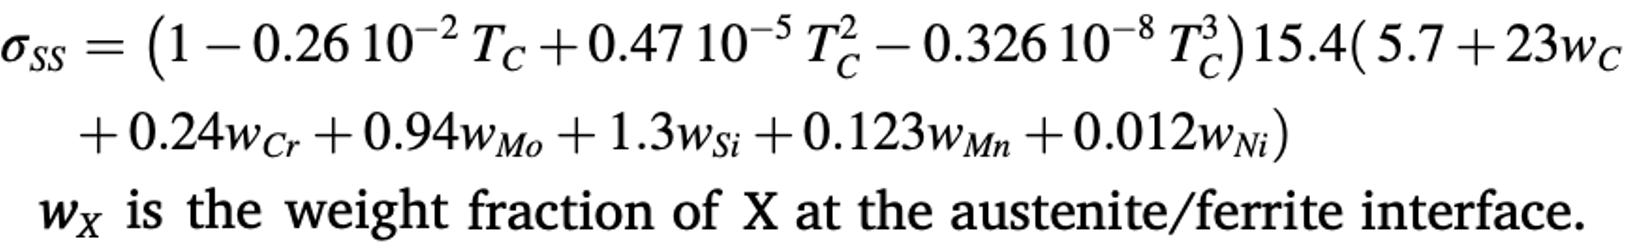 σ_SS = (1 − 0.26 10^−2 T_C + 0.47 10^−5 T_C^2 − 0.326 10^−8 T_C^3)15.4(5.7 + 23w_C
+ 0.24w_Cr + 0.94w_Mo + 1.3w_Si + 0.123w_Mn + 0.012w_Ni)
w_X is the weight fraction of X at the austenite/ferrite interface.